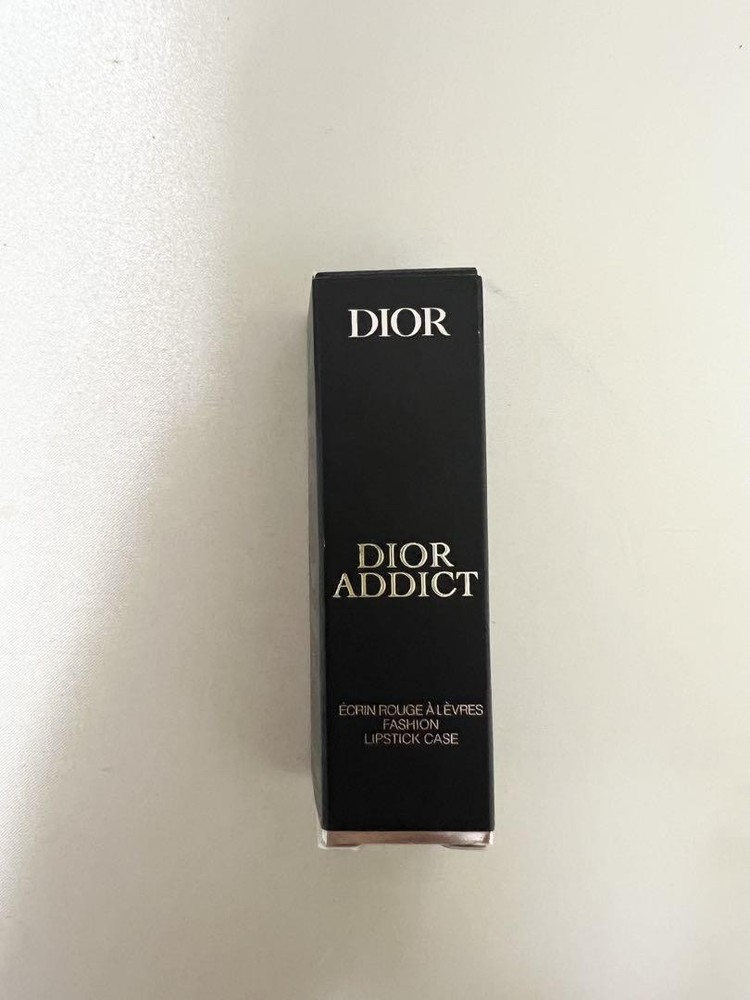 DIOR
DIOR
ADDICT
ÉCRIN ROUGE À LÈVRES
FASHION
LIPSTICK CASE